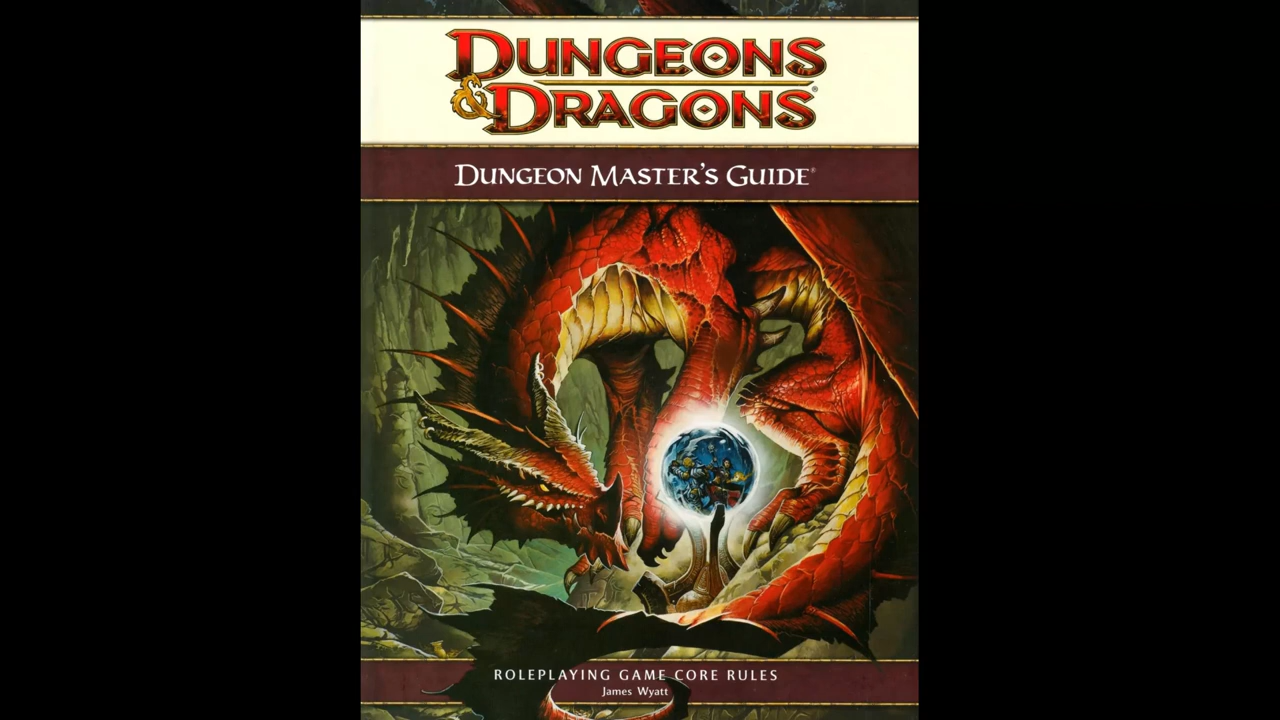 DUNGEONS
& DRAGONS®
DUNGEON MASTER'S GUIDE®
ROLEPLAYING GAME CORE RULES
James Wyatt